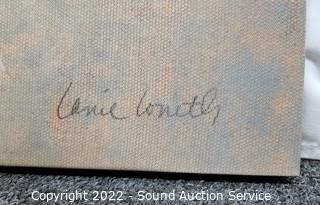 Lanie Loreth
Copyright 2022 - Sound Auction Service